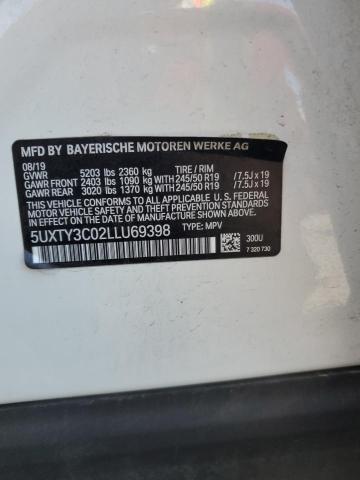 MFD BY BAYERISCHE MOTOREN WERKE AG
08/19 TIRE / RIM
GVWR 5203 lbs 2360 kg
GAWR FRONT 2403 lbs 1090 kg WITH 245/50 R19 /7.5J x 19
GAWR REAR 3020 lbs 1370 kg WITH 245/50 R19 /7.5J x 19
THIS VEHICLE CONFORMS TO ALL APPLICABLE U.S. FEDERAL
MOTOR VEHICLE SAFETY AND THEFT PREVENTION STANDARDS IN
EFFECT ON THE DATE OF MANUFACTURE SHOWN ABOVE.
5UXTY3C02LLU69398 TYPE: MPV
300U
7 320 730